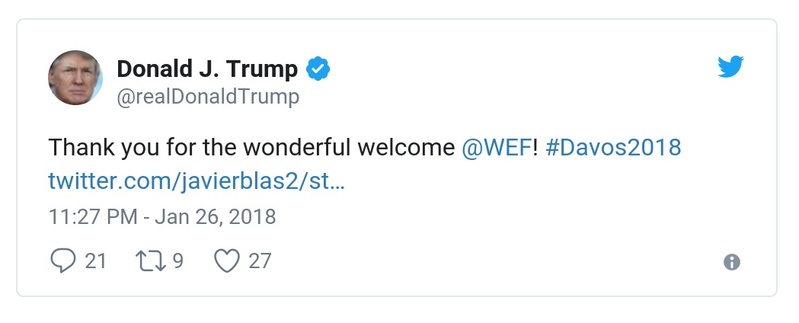 Donald J. Trump
@realDonaldTrump
Thank you for the wonderful welcome @WEF! #Davos2018
twitter.com/javierblas2/st…
11:27 PM - Jan 26, 2018
21 9 27